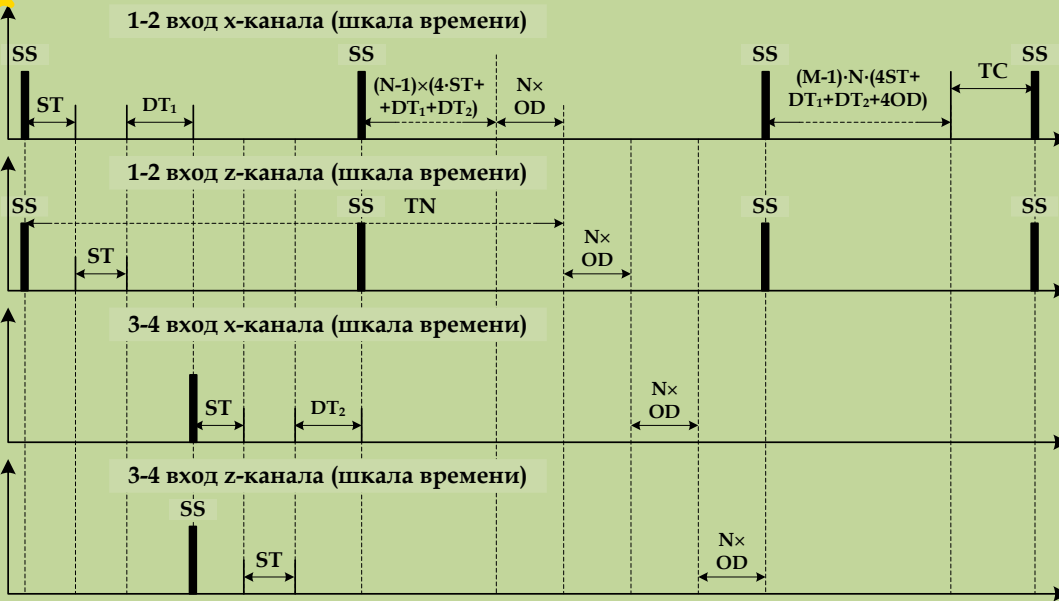 1-2 вход x-канала (шкала времени)
SS SS SS SS
ST DT₁ (N-1)×(4·ST+ N× (M-1)·N·(4ST+ TC
+DT₁+DT₂) OD DT₁+DT₂+4OD)
1-2 вход z-канала (шкала времени)
SS SS TN SS SS
ST N×
OD
3-4 вход x-канала (шкала времени)
ST DT₂ N×
OD
3-4 вход z-канала (шкала времени)
SS
ST N×
OD